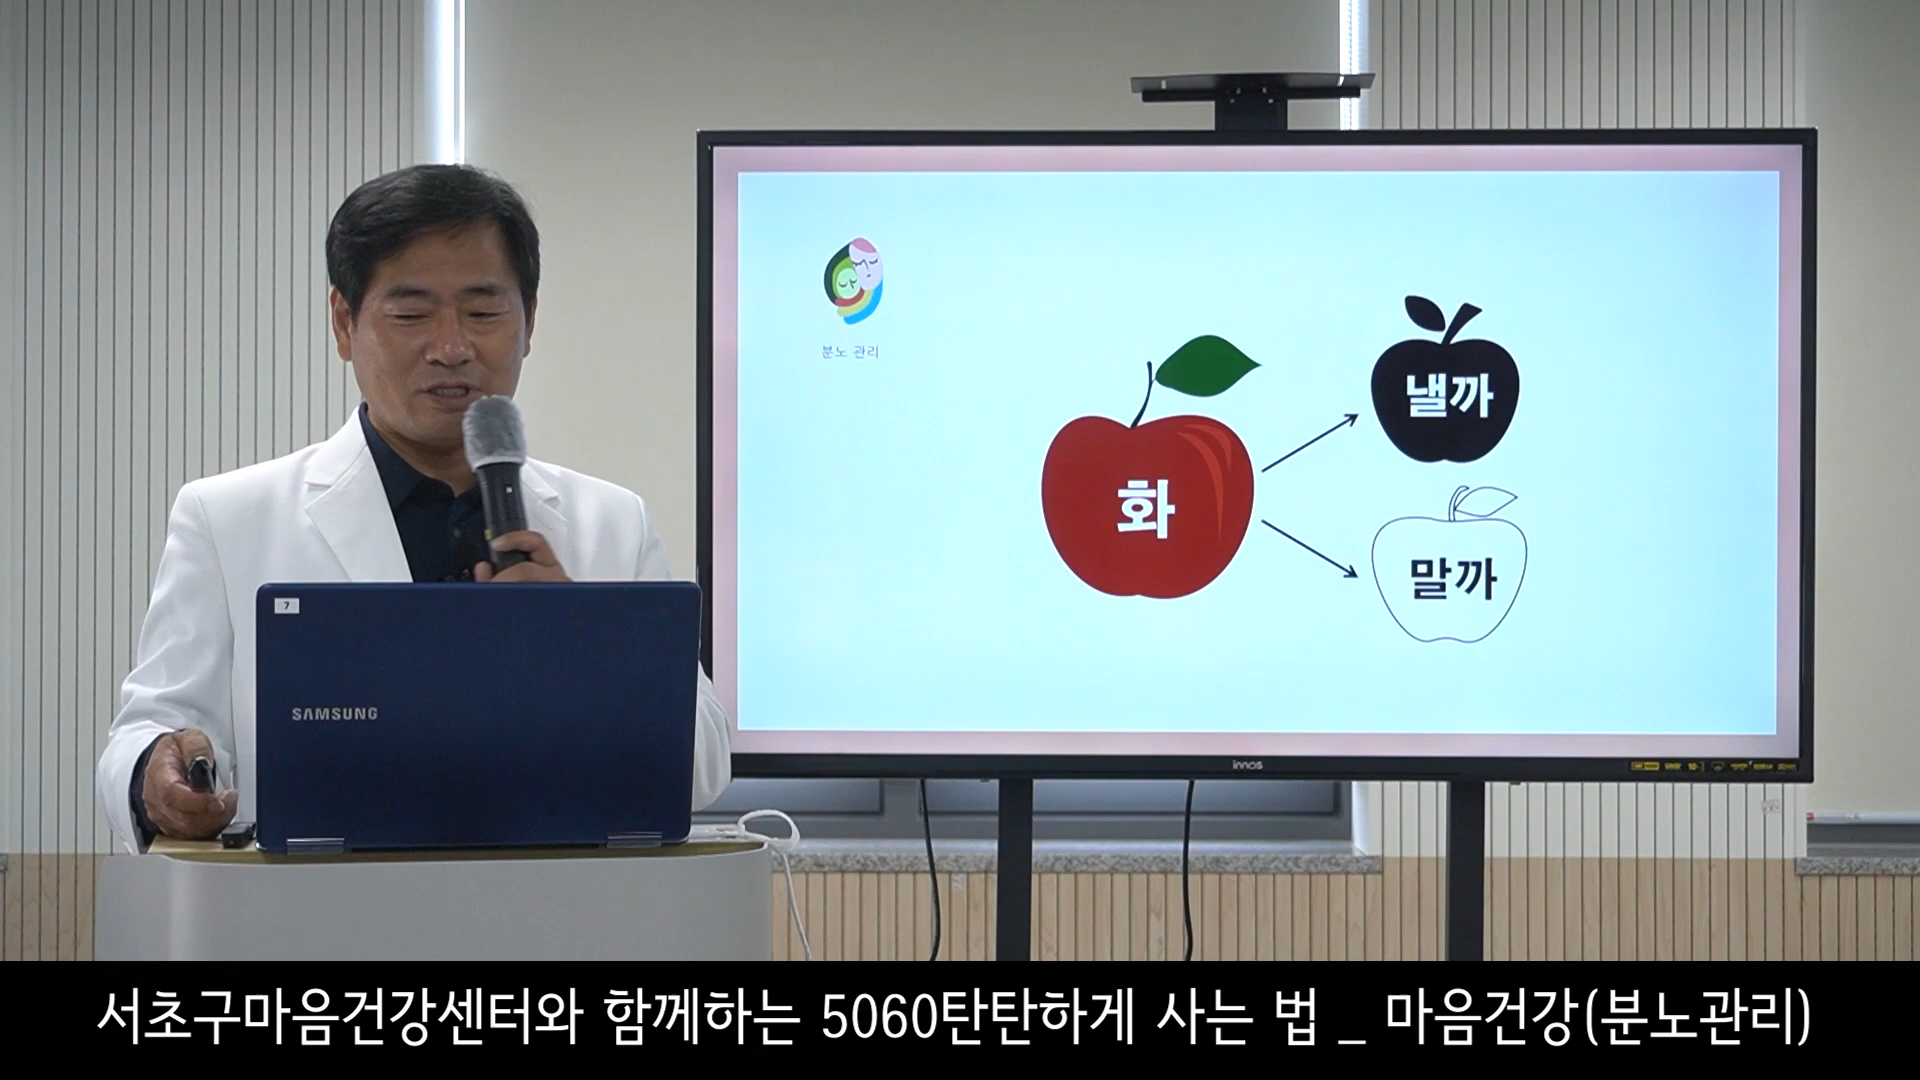 분노 관리
화
낼까
말까
7
SAMSUNG
innos
서초구마음건강센터와 함께하는 5060탄탄하게 사는 법 _ 마음건강(분노관리)